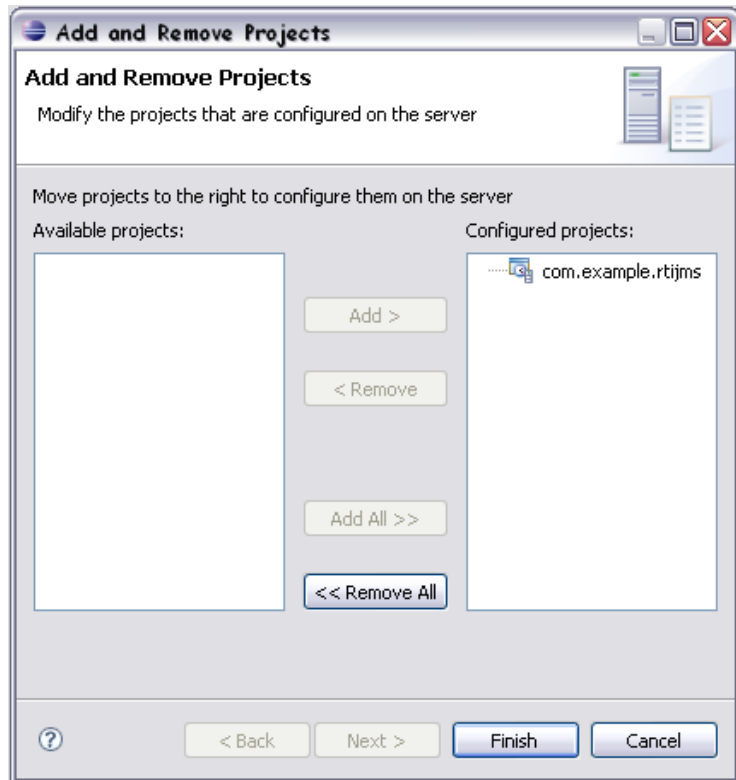 Add and Remove Projects
Add and Remove Projects
Modify the projects that are configured on the server
Move projects to the right to configure them on the server
Available projects:
Configured projects:
com.example.rtijms
Add >
< Remove
Add All >>
<< Remove All
?
< Back
Next >
Finish
Cancel